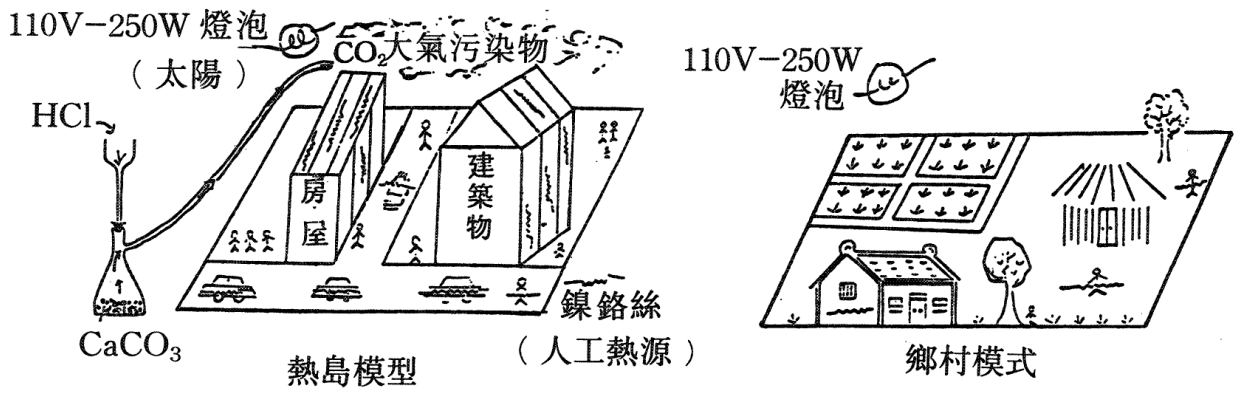 110V-250W 燈泡
(太陽)
CO₂大氣污染物
HCl
房屋
建築物
CaCO₃
鎳鉻絲
(人工熱源)
熱島模型
110V-250W
燈泡
鄉村模式